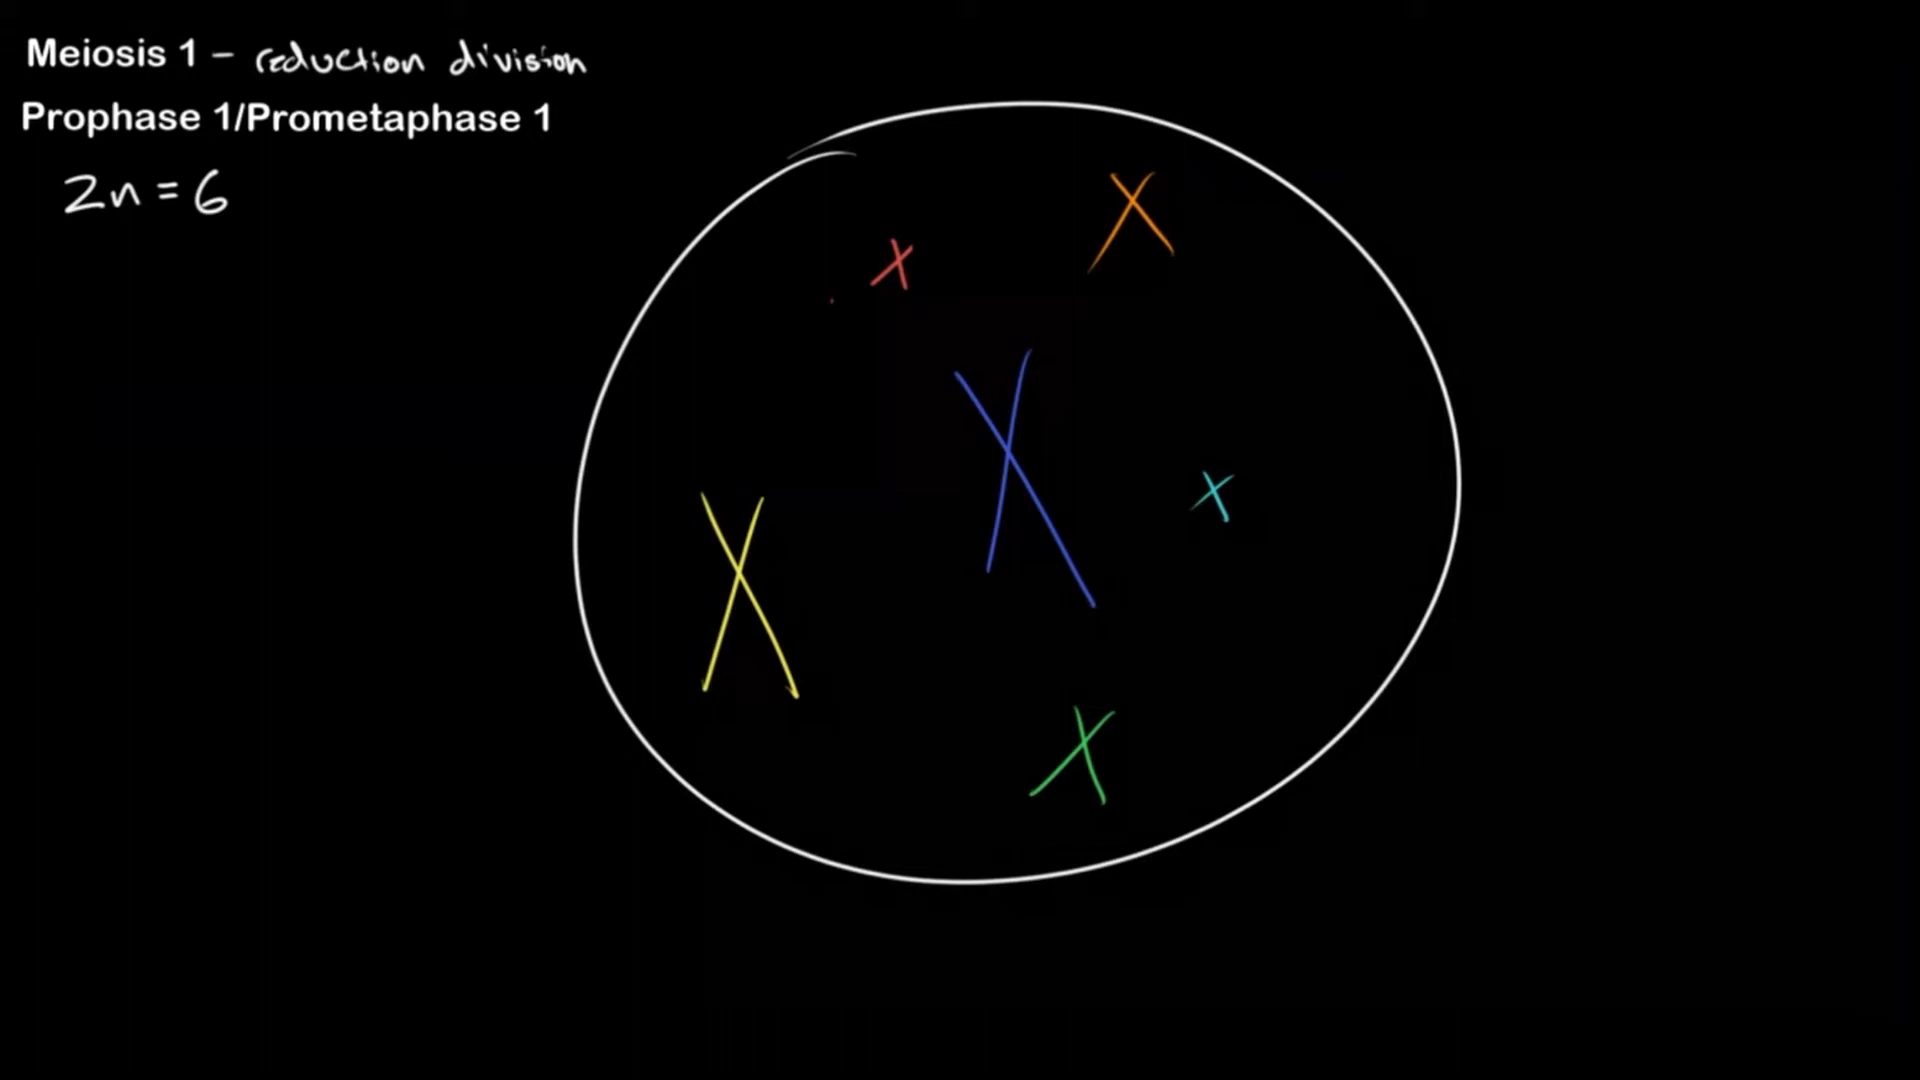 Meiosis 1 - reduction division
Prophase 1/Prometaphase 1
2n = 6